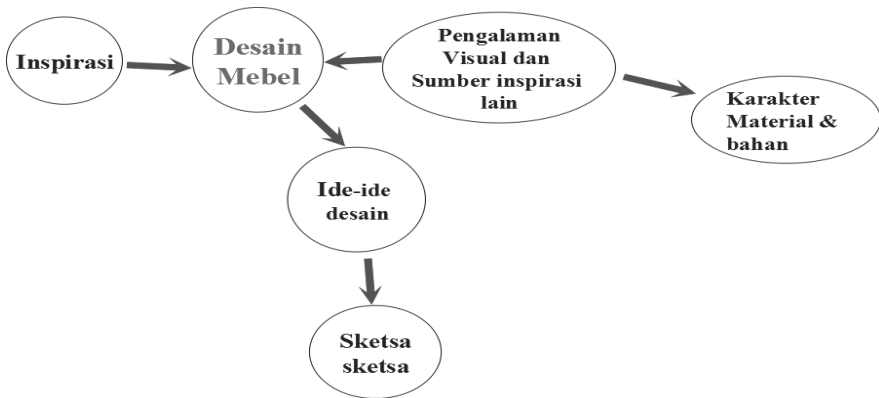 Inspirasi
Desain
Mebel
Pengalaman
Visual dan
Sumber inspirasi
lain
Karakter
Material &
bahan
Ide-ide
desain
Sketsa
sketsa